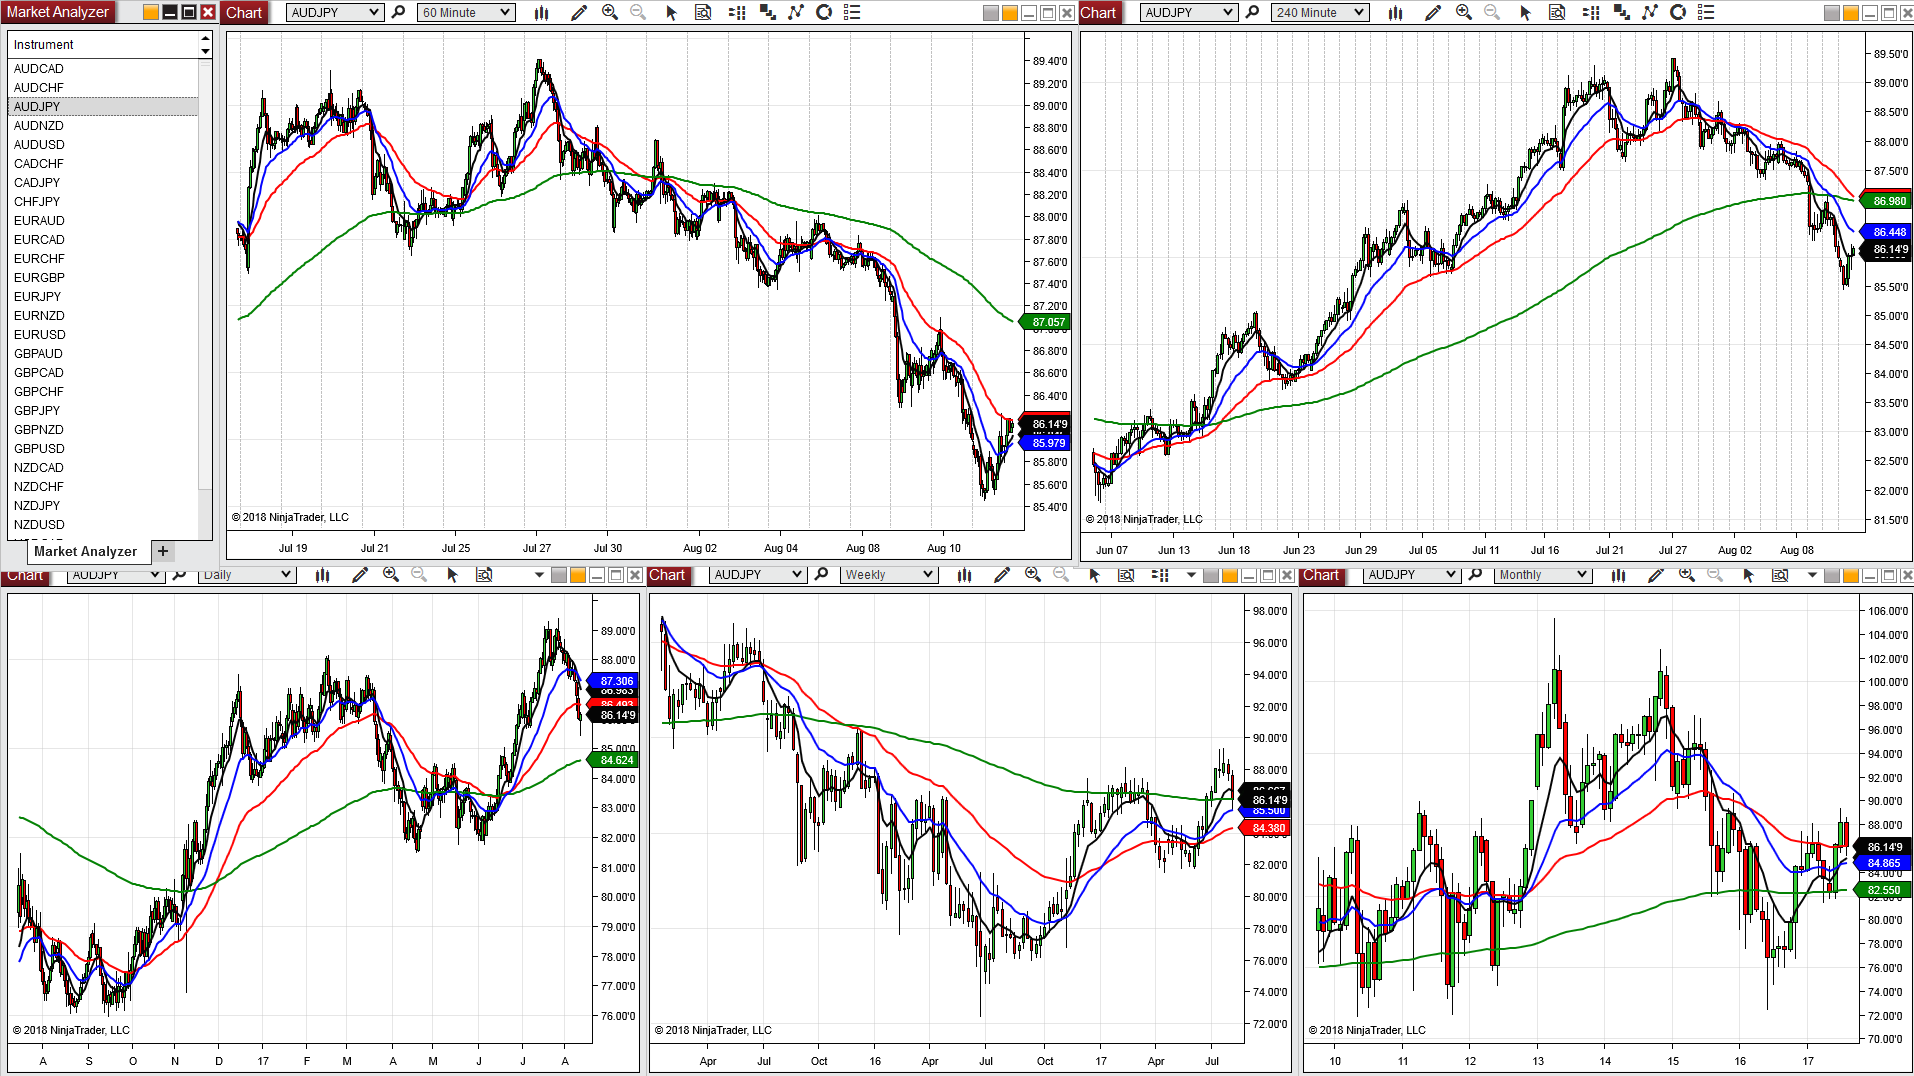 Market Analyzer
Instrument
AUDCAD
AUDCHF
AUDJPY
AUDNZD
AUDUSD
CADCHF
CADJPY
CHFJPY
EURAUD
EURCAD
EURCHF
EURGBP
EURJPY
EURNZD
EURUSD
GBPAUD
GBPCAD
GBPCHF
GBPJPY
GBPNZD
GBPUSD
NZDCAD
NZDCHF
NZDJPY
NZDUSD
Market Analyzer +
Chart AUDJPY 60 Minute
89.40'0
89.20'0
89.00'0
88.80'0
88.60'0
88.40'0
88.20'0
88.00'0
87.80'0
87.60'0
87.40'0
87.20'0
87.057
86.80'0
86.60'0
86.40'0
86.14'9
85.979
85.80'0
85.60'0
85.40'0
© 2018 NinjaTrader, LLC
Jul 19 Jul 21 Jul 25 Jul 27 Jul 30 Aug 02 Aug 04 Aug 08 Aug 10
Chart AUDJPY 240 Minute
89.50'0
89.00'0
88.50'0
88.00'0
87.50'0
86.980
86.448
86.14'9
85.50'0
85.00'0
84.50'0
84.00'0
83.50'0
83.00'0
82.50'0
82.00'0
81.50'0
© 2018 NinjaTrader, LLC
Jun 07 Jun 13 Jun 18 Jun 23 Jun 29 Jul 05 Jul 11 Jul 16 Jul 21 Jul 27 Aug 02 Aug 08
Chart AUDJPY Daily
89.00'0
88.00'0
87.306
86.983
86.493
86.14'9
85.00'0
84.624
84.00'0
83.00'0
82.00'0
81.00'0
80.00'0
79.00'0
78.00'0
77.00'0
76.00'0
© 2018 NinjaTrader, LLC
A S O N D 17 F M A M J J A
Chart AUDJPY Weekly
98.00'0
96.00'0
94.00'0
92.00'0
90.00'0
88.00'0
86.14'9
85.500
84.380
82.00'0
80.00'0
78.00'0
76.00'0
74.00'0
72.00'0
© 2018 NinjaTrader, LLC
Apr Jul Oct 16 Apr Jul Oct 17 Apr Jul
Chart AUDJPY Monthly
106.00'0
104.00'0
102.00'0
100.00'0
98.00'0
96.00'0
94.00'0
92.00'0
90.00'0
88.00'0
86.14'9
84.865
84.00'0
82.550
80.00'0
78.00'0
76.00'0
74.00'0
72.00'0
70.00'0
© 2018 NinjaTrader, LLC
10 11 12 13 14 15 16 17